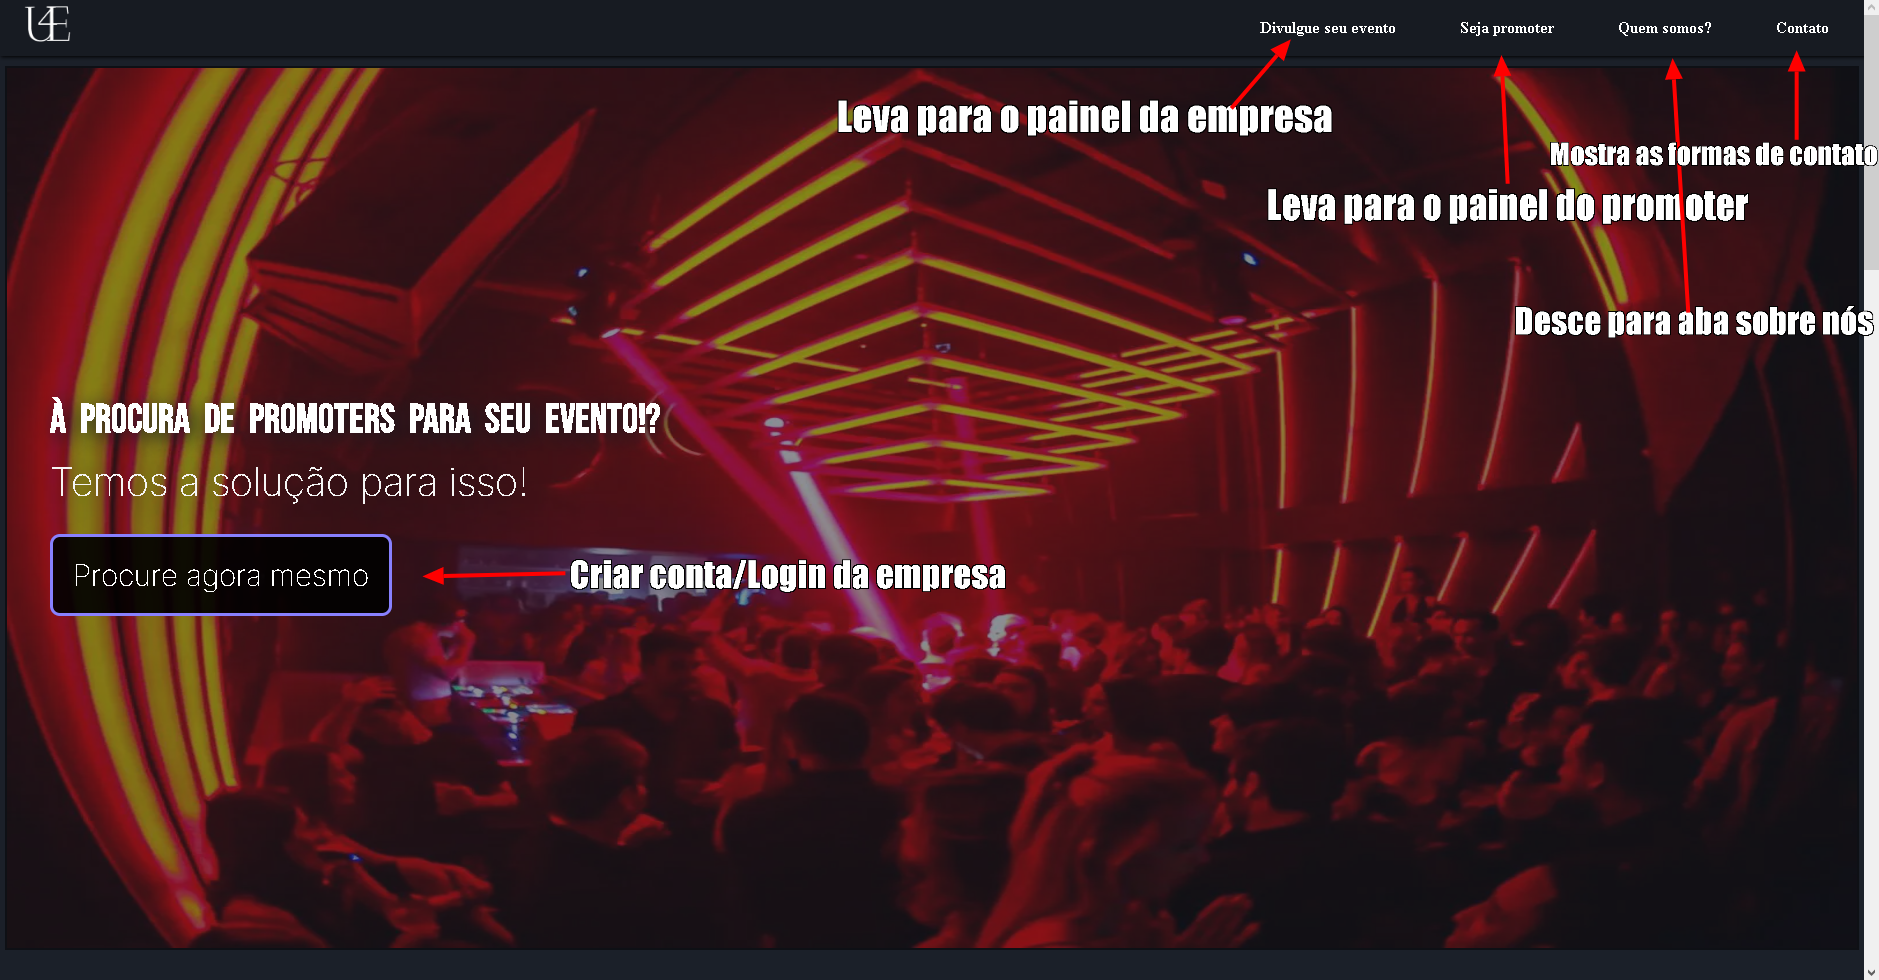 U4E
Divulgue seu evento
Seja promoter
Quem somos?
Contato
Leva para o painel da empresa
Mostra as formas de contato
Leva para o painel do promoter
Desce para aba sobre nós
À PROCURA DE PROMOTERS PARA SEU EVENTO!?
Temos a solução para isso!
Procure agora mesmo
Criar conta/Login da empresa